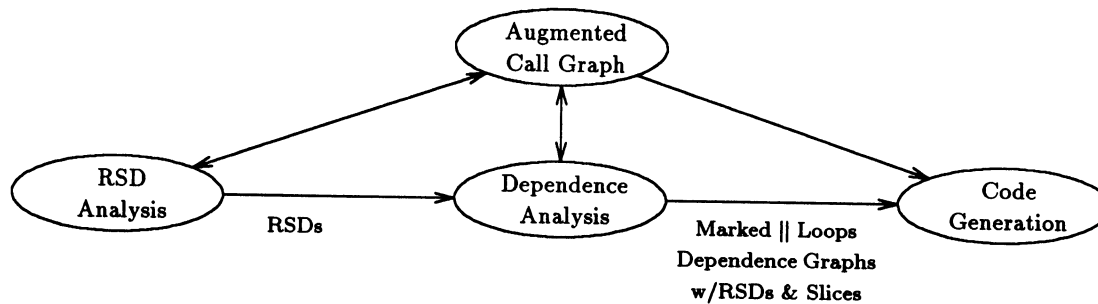 Augmented
Call Graph
RSD
Analysis
RSDs
Dependence
Analysis
Marked || Loops
Dependence Graphs
w/RSDs & Slices
Code
Generation